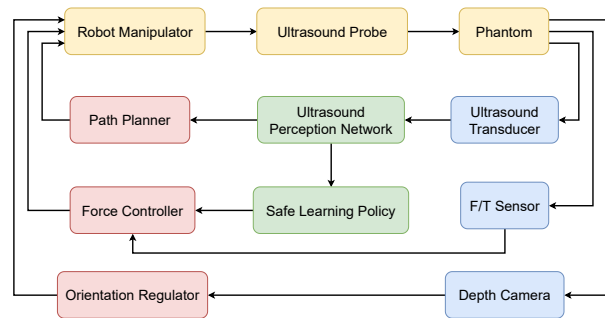 Robot Manipulator
Ultrasound Probe
Phantom
Path Planner
Ultrasound
Perception Network
Ultrasound
Transducer
Force Controller
Safe Learning Policy
F/T Sensor
Orientation Regulator
Depth Camera